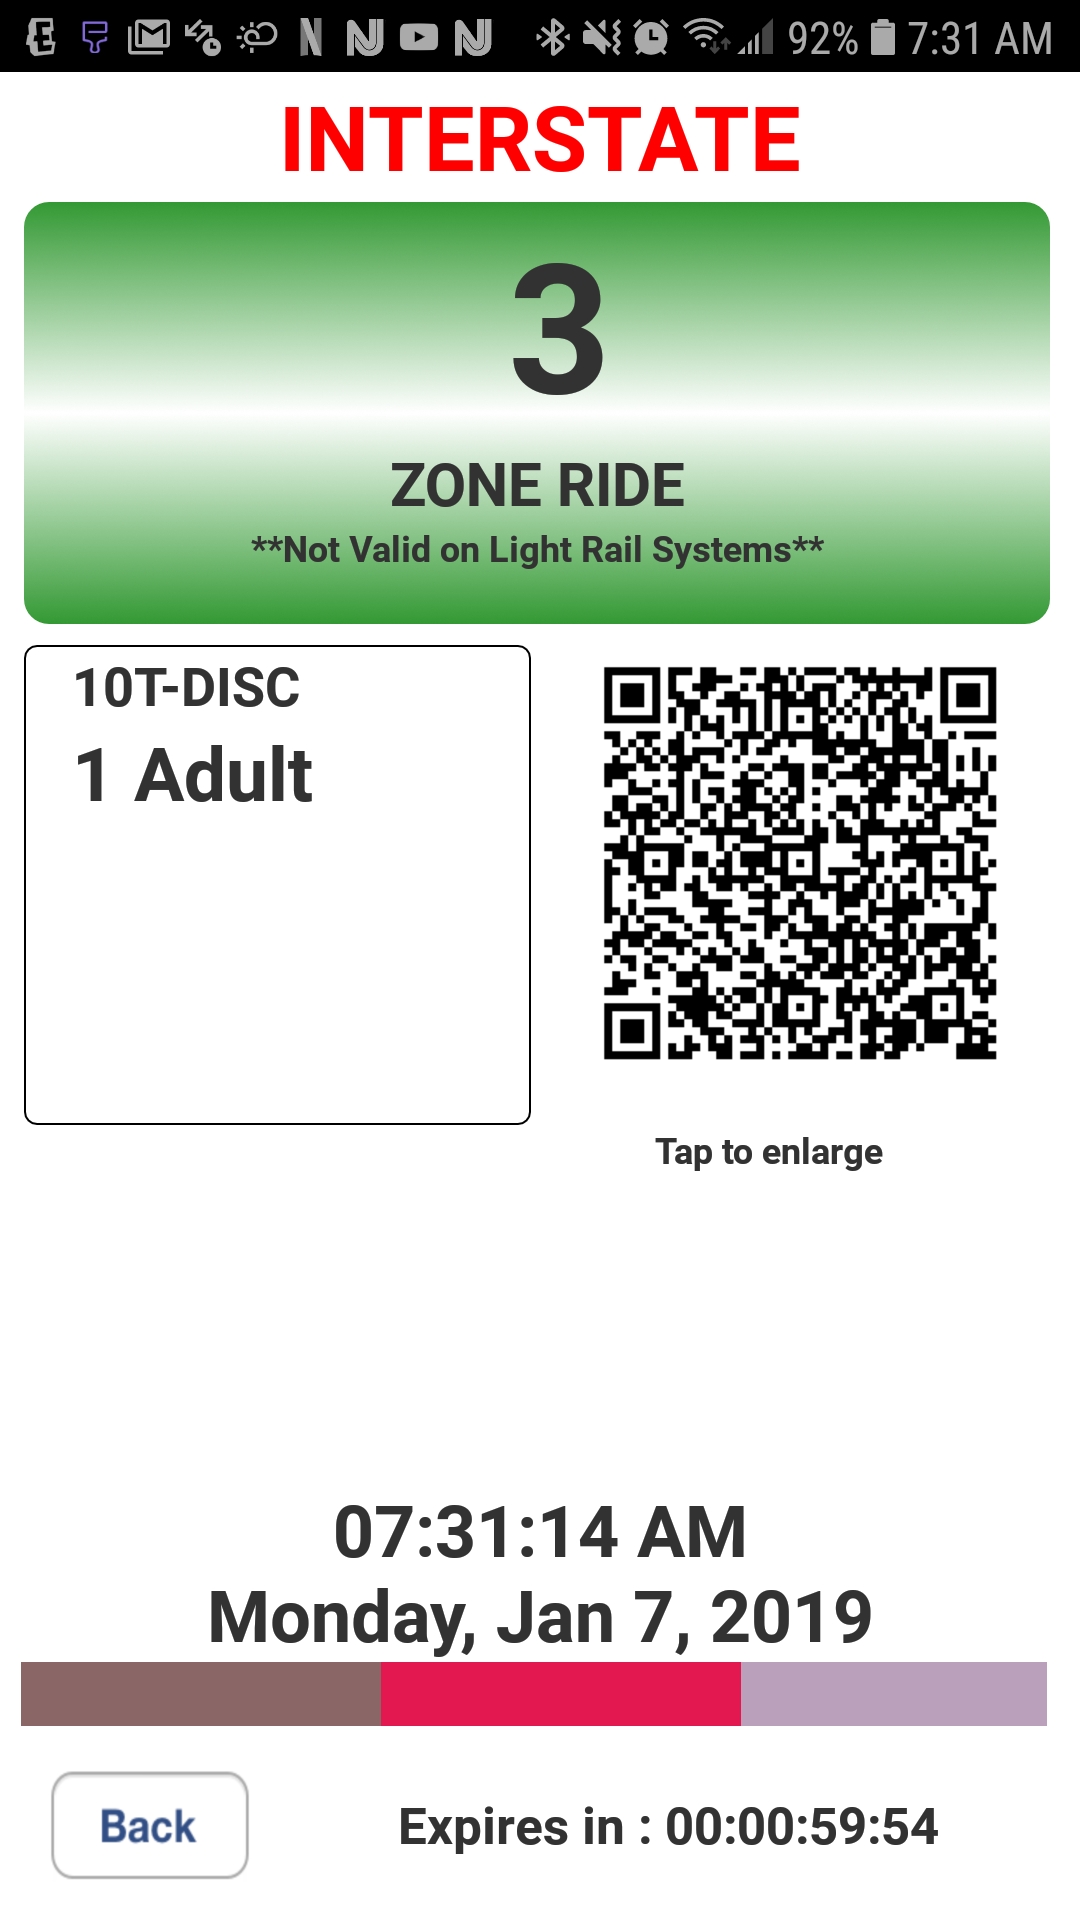 92% 7:31 AM
INTERSTATE
3
ZONE RIDE
**Not Valid on Light Rail Systems**
10T-DISC
1 Adult
Tap to enlarge
07:31:14 AM
Monday, Jan 7, 2019
Back
Expires in : 00:00:59:54